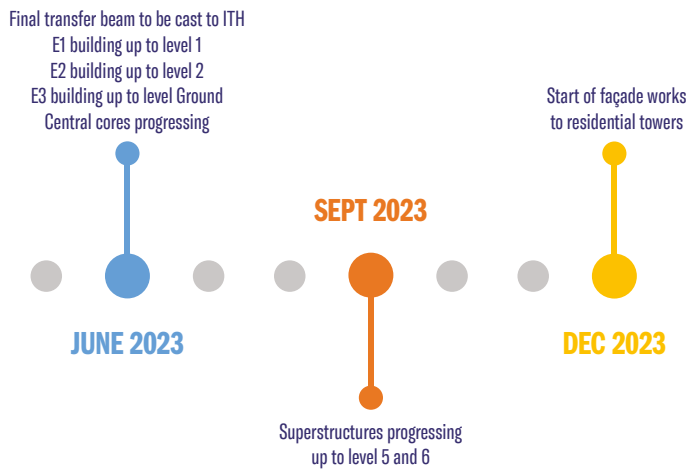 Final transfer beam to be cast to ITH
E1 building up to level 1
E2 building up to level 2
E3 building up to level Ground
Central cores progressing
JUNE 2023
SEPT 2023
Superstructures progressing
up to level 5 and 6
Start of façade works
to residential towers
DEC 2023